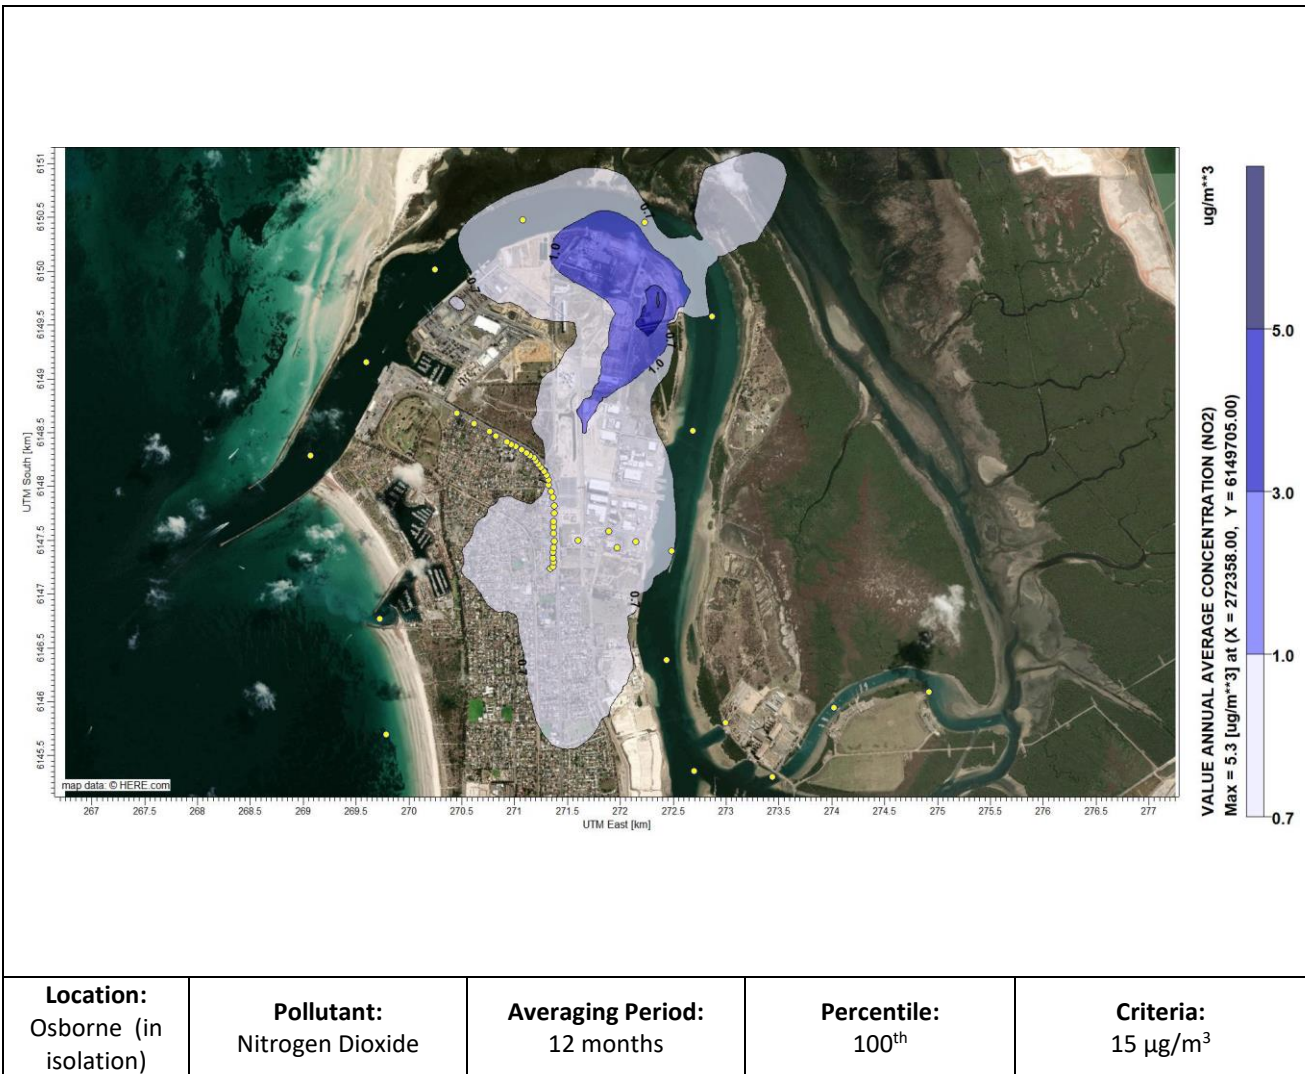 ug/m**3
5.0
3.0
1.0
0.7
VALUE ANNUAL AVERAGE CONCENTRATION (NO2)
Max = 5.3 [ug/m**3] at (X = 272358.00, Y = 6149705.00)
UTM South [km]
6151
6150.5
6150
6149.5
6149
6148.5
6148
6147.5
6147
6146.5
6146
6145.5
0.7
1.0
0.7
0.7
1.0
0.7
0.7
map data: © HERE.com
267 267.5 268 268.5 269 269.5 270 270.5 271 271.5 272 272.5 273 273.5 274 274.5 275 275.5 276 276.5 277
UTM East [km]
Location:
Osborne (in
isolation)
Pollutant:
Nitrogen Dioxide
Averaging Period:
12 months
Percentile:
100th
Criteria:
15 µg/m3